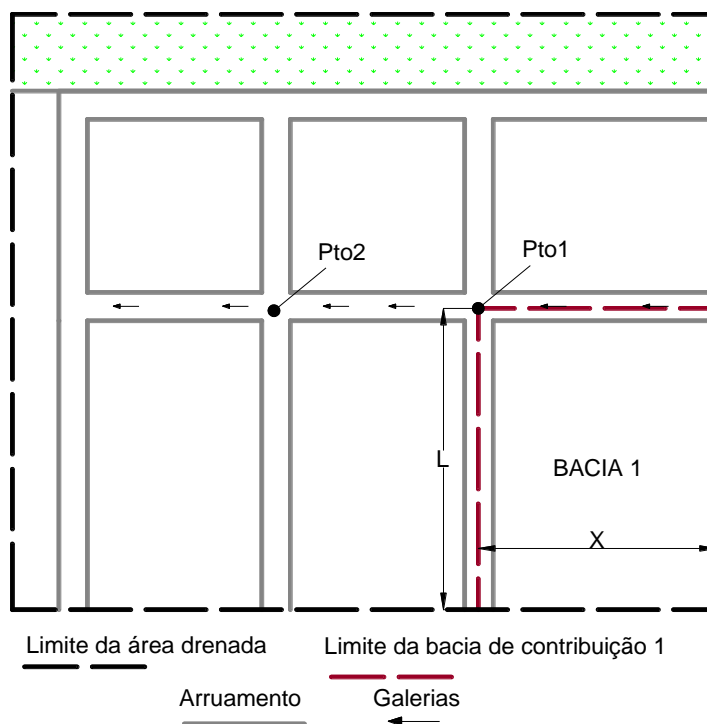 Pto2
Pto1
L
BACIA 1
X
Limite da área drenada
Limite da bacia de contribuição 1
Arruamento
Galerias